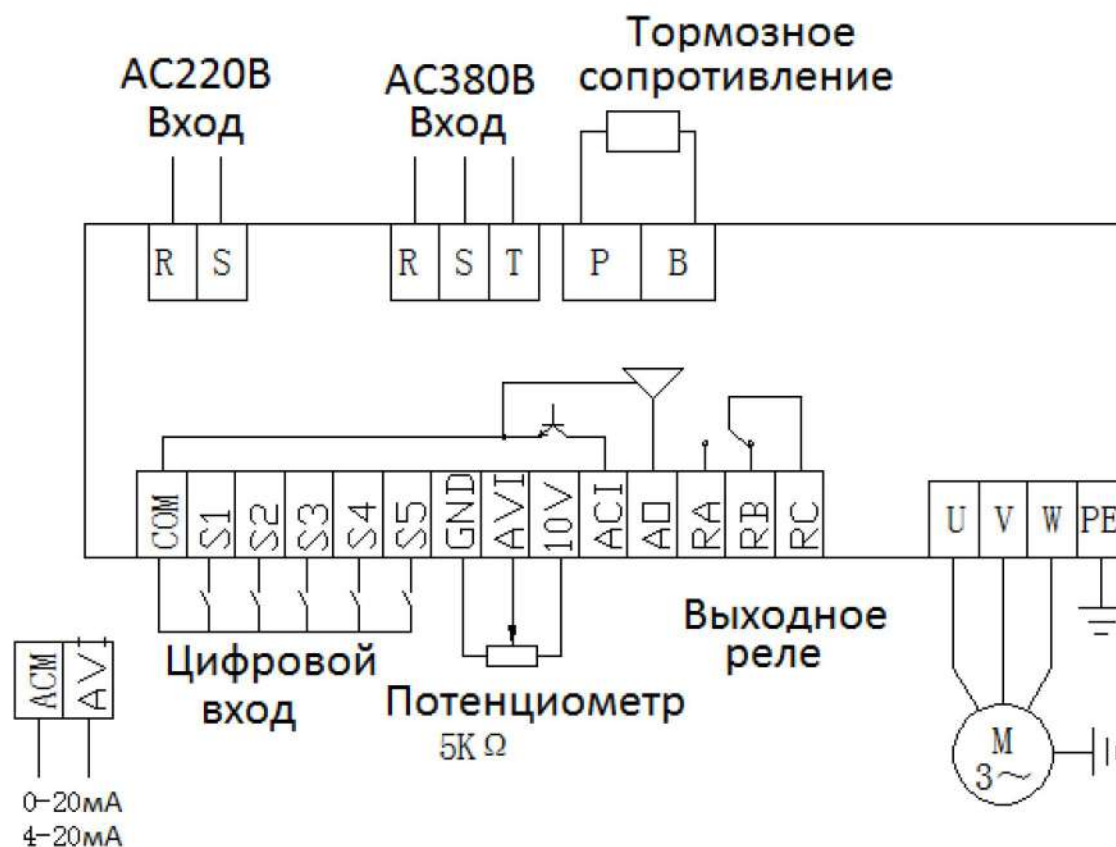 Тормозное
сопротивление
AC220В
Вход
AC380В
Вход
R S
R S T
P B
COM S1 S2 S3 S4 S5 GND AVI 10V ACI AO RA RB RC
U V W PE
Цифровой
вход
Потенциометр
5K Ω
Выходное
реле
ACM AV
0-20мА
4-20мА
M
3~